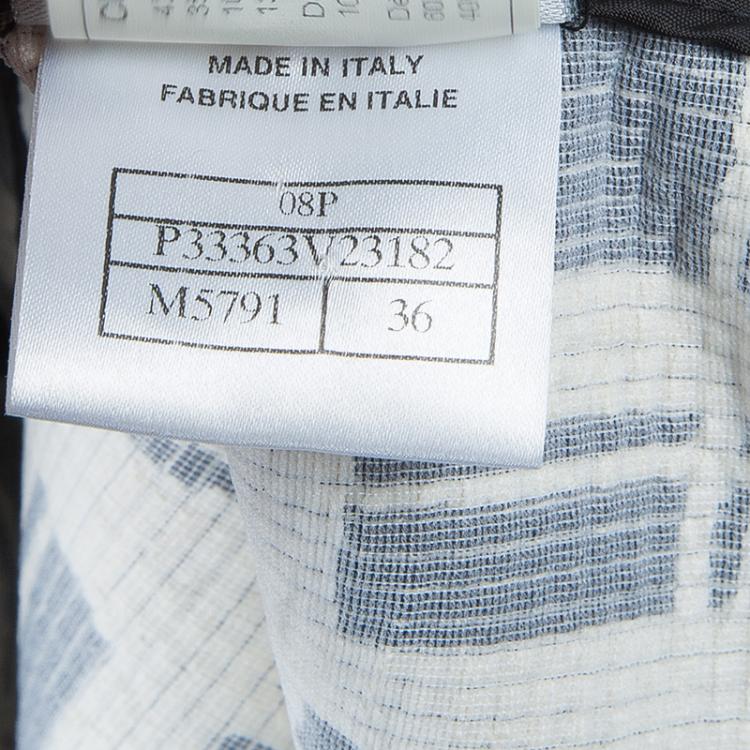 MADE IN ITALY
FABRIQUE EN ITALIE
08P
P33363V23182
M5791 36